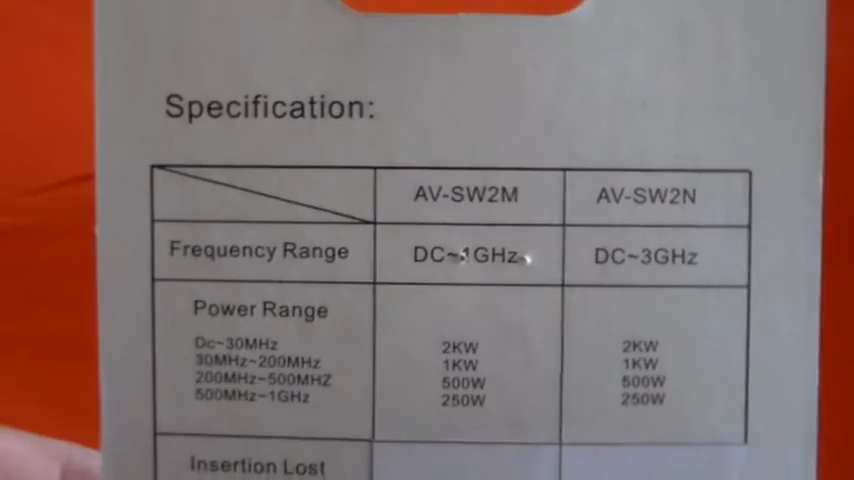 Specification:
AV-SW2M AV-SW2N
Frequency Range DC~1GHz DC~3GHz
Power Range
Dc~30MHz 2KW 2KW
30MHz~200MHz 1KW 1KW
200MHz~500MHZ 500W 500W
500MHz~1GHz 250W 250W
Insertion Lost